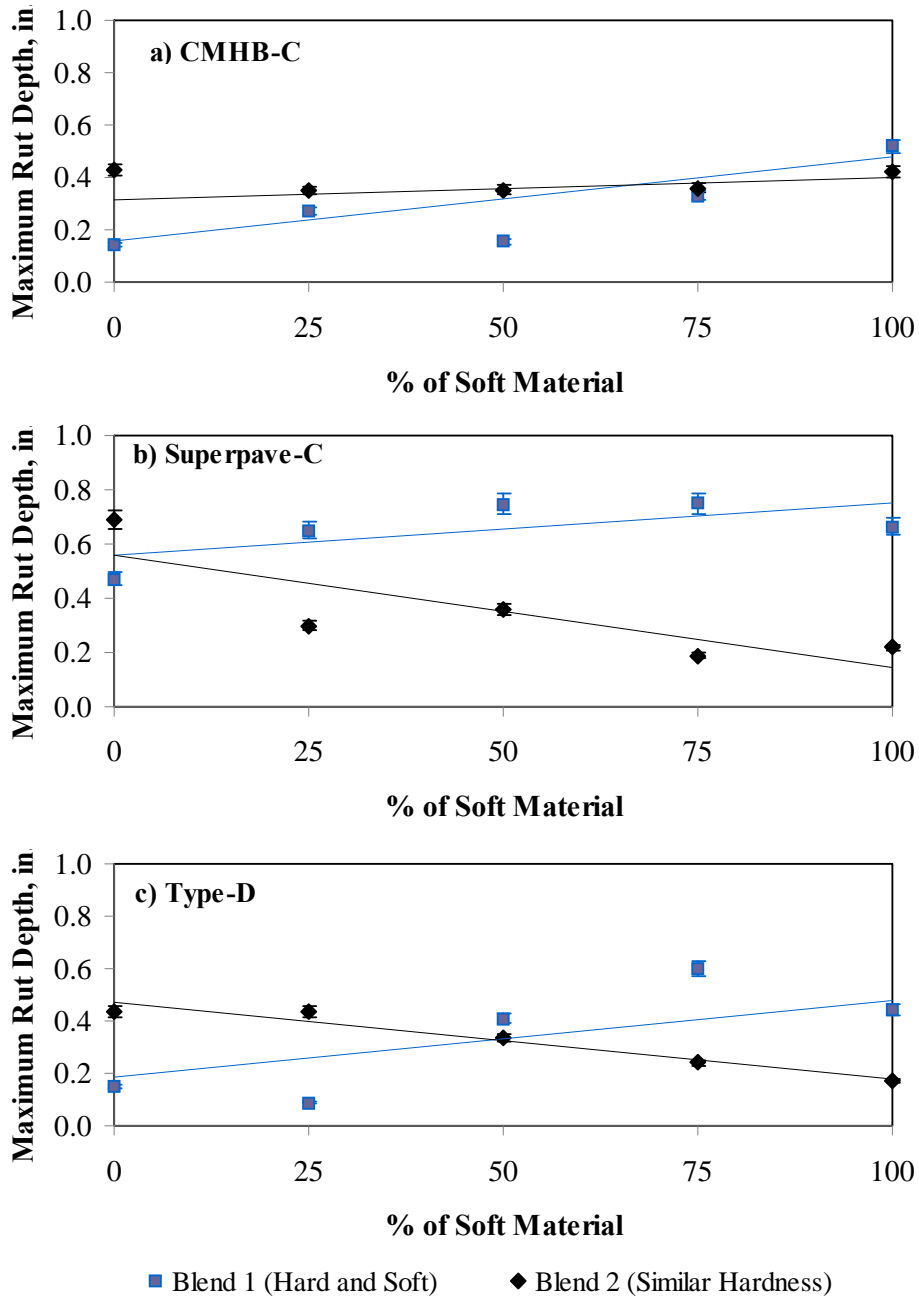 1.0
a) CMHB-C
0.8
0.6
0.4
0.2
0.0
Maximum Rut Depth, in.
0 25 50 75 100
% of Soft Material
1.0
b) Superpave-C
0.8
0.6
0.4
0.2
0.0
Maximum Rut Depth, in.
0 25 50 75 100
% of Soft Material
1.0
c) Type-D
0.8
0.6
0.4
0.2
0.0
Maximum Rut Depth, in.
0 25 50 75 100
% of Soft Material
Blend 1 (Hard and Soft) Blend 2 (Similar Hardness)